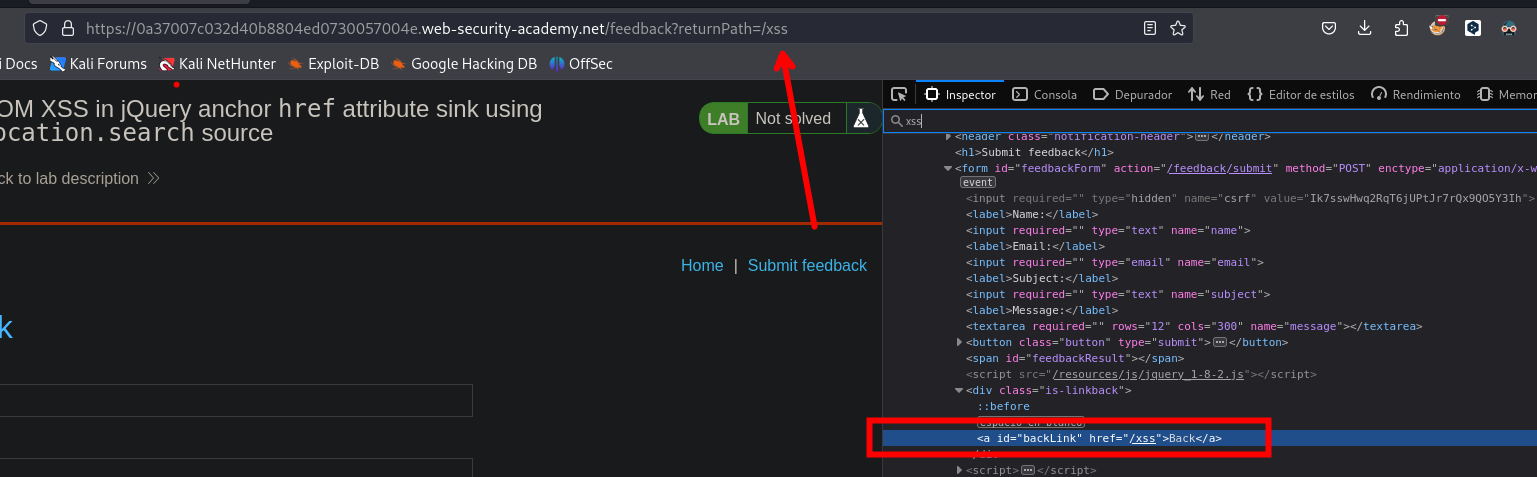 https://0a37007c032d40b8804ed0730057004e.web-security-academy.net/feedback?returnPath=/xss
i Docs Kali Forums Kali NetHunter Exploit-DB Google Hacking DB OffSec
OM XSS in jQuery anchor href attribute sink using
ocation.search source
LAB Not solved
ck to lab description
Home | Submit feedback
k
Inspector Consola Depurador Red Editor de estilos Rendimiento Memor
xss
<header class="notification-header"></header>
<h1>Submit feedback</h1>
<form id="feedbackForm" action="/feedback/submit" method="POST" enctype="application/x-w
event
<input required="" type="hidden" name="csrf" value="Ik7sswHwq2RqT6jUPtJr7rQx9QO5Y3Ih">
<label>Name:</label>
<input required="" type="text" name="name">
<label>Email:</label>
<input required="" type="email" name="email">
<label>Subject:</label>
<input required="" type="text" name="subject">
<label>Message:</label>
<textarea required="" rows="12" cols="300" name="message"></textarea>
<button class="button" type="submit"></button>
<span id="feedbackResult"></span>
<script src="/resources/js/jquery_1-8-2.js"></script>
<div class="is-linkback">
::before
espacio en blanco
<a id="backLink" href="/xss">Back</a>
</div>
<script></script>